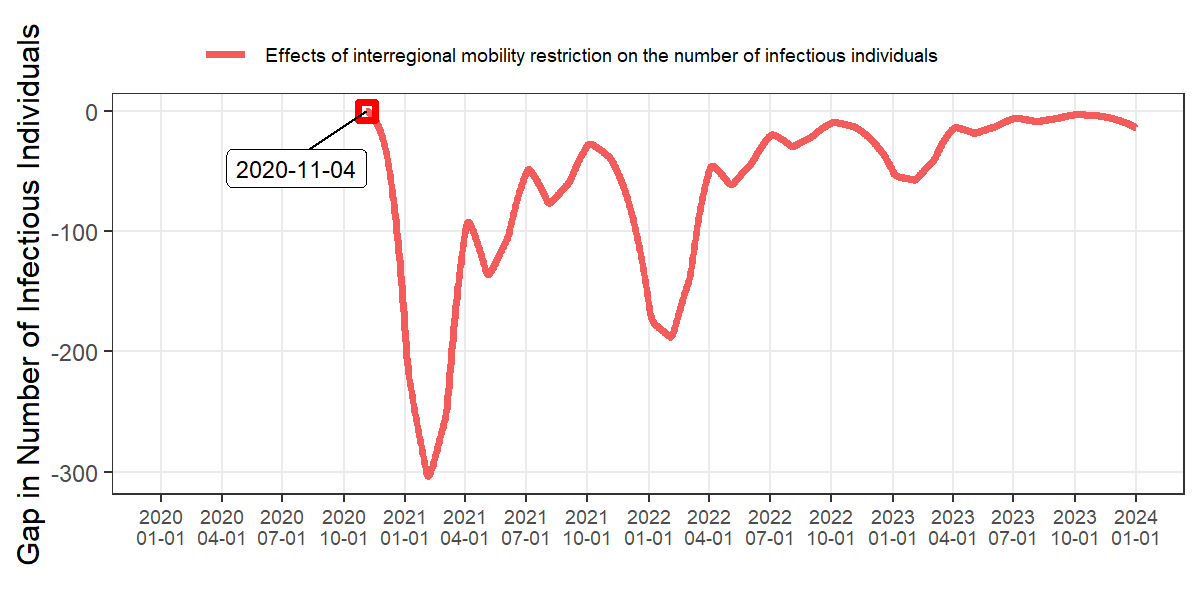 Effects of interregional mobility restriction on the number of infectious individuals
Gap in Number of Infectious Individuals
0
-100
-200
-300
2020-11-04
2020 2020 2020 2020 2021 2021 2021 2021 2022 2022 2022 2022 2023 2023 2023 2023 2024
01-01 04-01 07-01 10-01 01-01 04-01 07-01 10-01 01-01 04-01 07-01 10-01 01-01 04-01 07-01 10-01 01-01